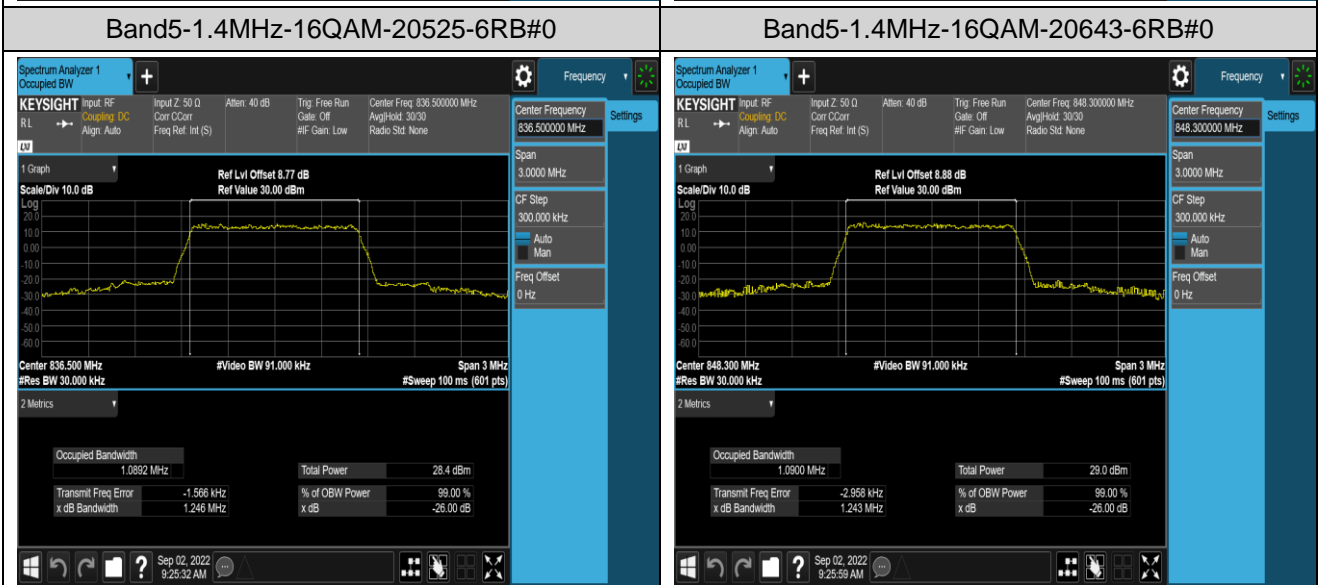 Band5-1.4MHz-16QAM-20525-6RB#0
Spectrum Analyzer 1
Occupied BW
+
Frequency
KEYSIGHT
RL
Input: RF
Coupling: DC
Align: Auto
Input Z: 50 Ω
Corr CCorr
Freq Ref: Int (S)
Atten: 40 dB
Trig: Free Run
Gate: Off
#IF Gain: Low
Center Freq: 836.500000 MHz
Avg|Hold: 30/30
Radio Std: None
LXI
Center Frequency
836.500000 MHz
Settings
Span
3.0000 MHz
CF Step
300.000 kHz
Auto
Man
Freq Offset
0 Hz
1 Graph
Scale/Div 10.0 dB
Ref Lvl Offset 8.77 dB
Ref Value 30.00 dBm
Log
20.0
10.0
0.00
-10.0
-20.0
-30.0
-40.0
-50.0
-60.0
Center 836.500 MHz
#Video BW 91.000 kHz
Span 3 MHz
#Res BW 30.000 kHz
#Sweep 100 ms (601 pts)
2 Metrics
Occupied Bandwidth
1.0892 MHz
Total Power 28.4 dBm
Transmit Freq Error -1.566 kHz
% of OBW Power 99.00 %
x dB Bandwidth 1.246 MHz
x dB -26.00 dB
?
Sep 02, 2022
9:25:32 AM
Band5-1.4MHz-16QAM-20643-6RB#0
Spectrum Analyzer 1
Occupied BW
+
Frequency
KEYSIGHT
RL
Input: RF
Coupling: DC
Align: Auto
Input Z: 50 Ω
Corr CCorr
Freq Ref: Int (S)
Atten: 40 dB
Trig: Free Run
Gate: Off
#IF Gain: Low
Center Freq: 848.300000 MHz
Avg|Hold: 30/30
Radio Std: None
LXI
Center Frequency
848.300000 MHz
Settings
Span
3.0000 MHz
CF Step
300.000 kHz
Auto
Man
Freq Offset
0 Hz
1 Graph
Scale/Div 10.0 dB
Ref Lvl Offset 8.88 dB
Ref Value 30.00 dBm
Log
20.0
10.0
0.00
-10.0
-20.0
-30.0
-40.0
-50.0
-60.0
Center 848.300 MHz
#Video BW 91.000 kHz
Span 3 MHz
#Res BW 30.000 kHz
#Sweep 100 ms (601 pts)
2 Metrics
Occupied Bandwidth
1.0900 MHz
Total Power 29.0 dBm
Transmit Freq Error -2.958 kHz
% of OBW Power 99.00 %
x dB Bandwidth 1.243 MHz
x dB -26.00 dB
?
Sep 02, 2022
9:25:59 AM